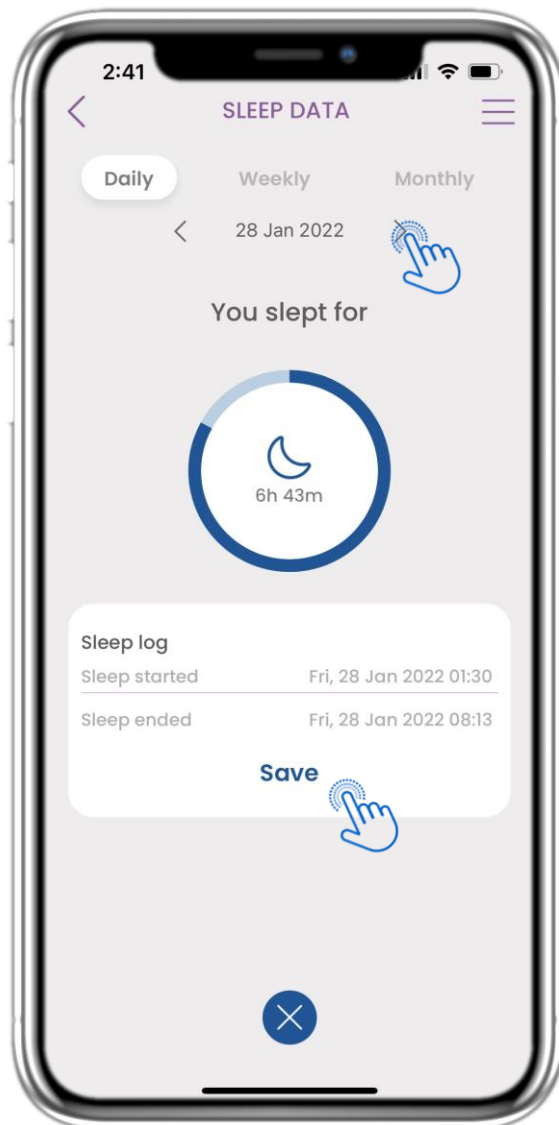 2:41
SLEEP DATA
Daily Weekly Monthly
28 Jan 2022
You slept for
6h 43m
Sleep log
Sleep started Fri, 28 Jan 2022 01:30
Sleep ended Fri, 28 Jan 2022 08:13
Save